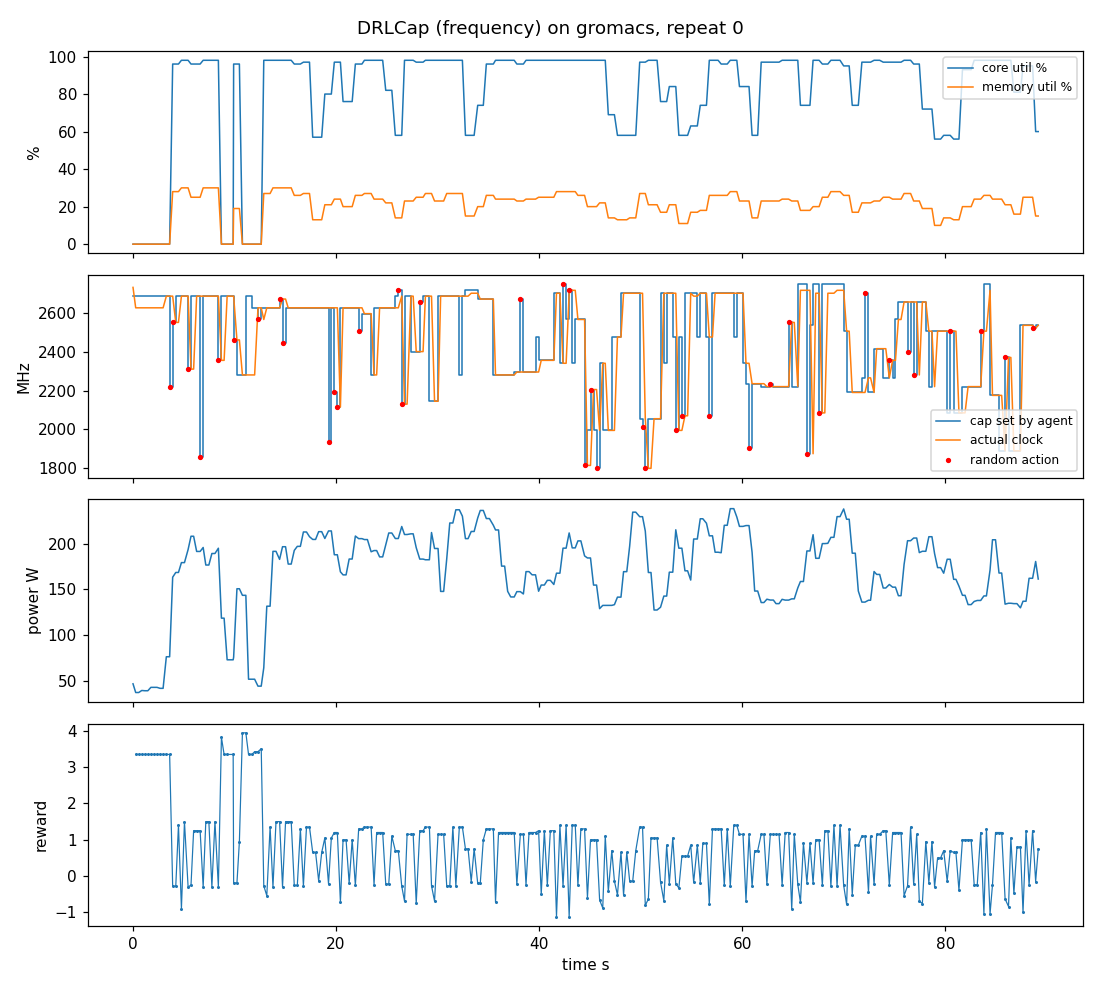 DRLCap (frequency) on gromacs, repeat 0
100
80
60
40
20
0
%
core util %
memory util %
2600
2400
2200
2000
1800
MHz
cap set by agent
actual clock
random action
200
150
100
50
power W
4
3
2
1
0
−1
reward
0
20
40
60
80
time s